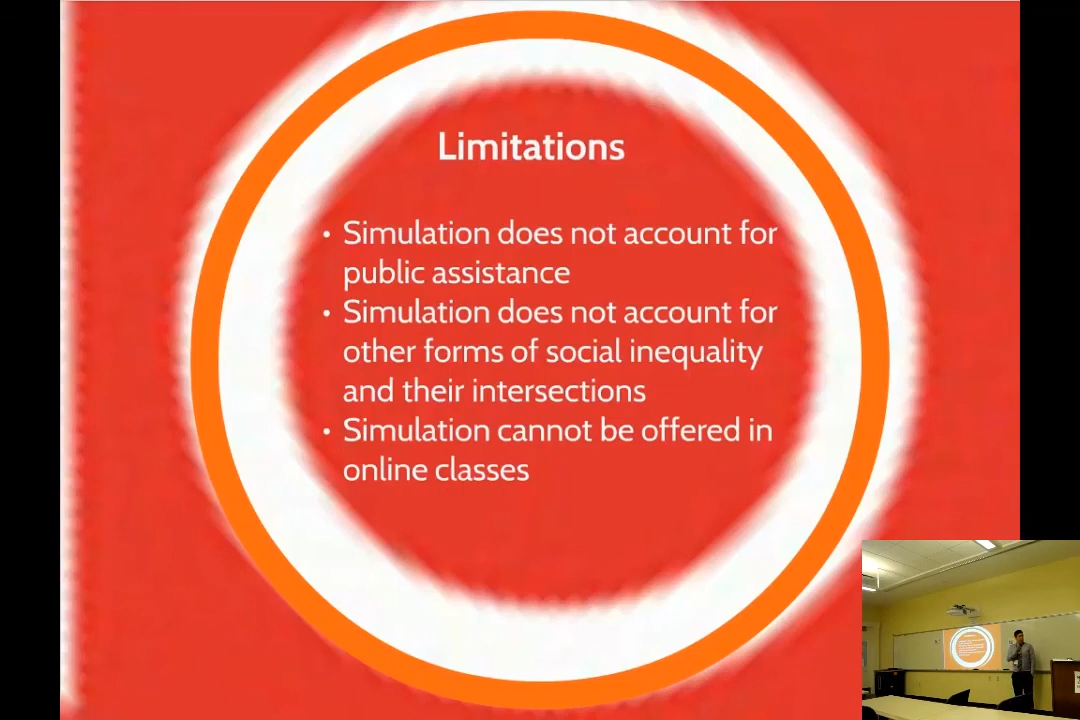 Limitations
• Simulation does not account for
public assistance
• Simulation does not account for
other forms of social inequality
and their intersections
• Simulation cannot be offered in
online classes